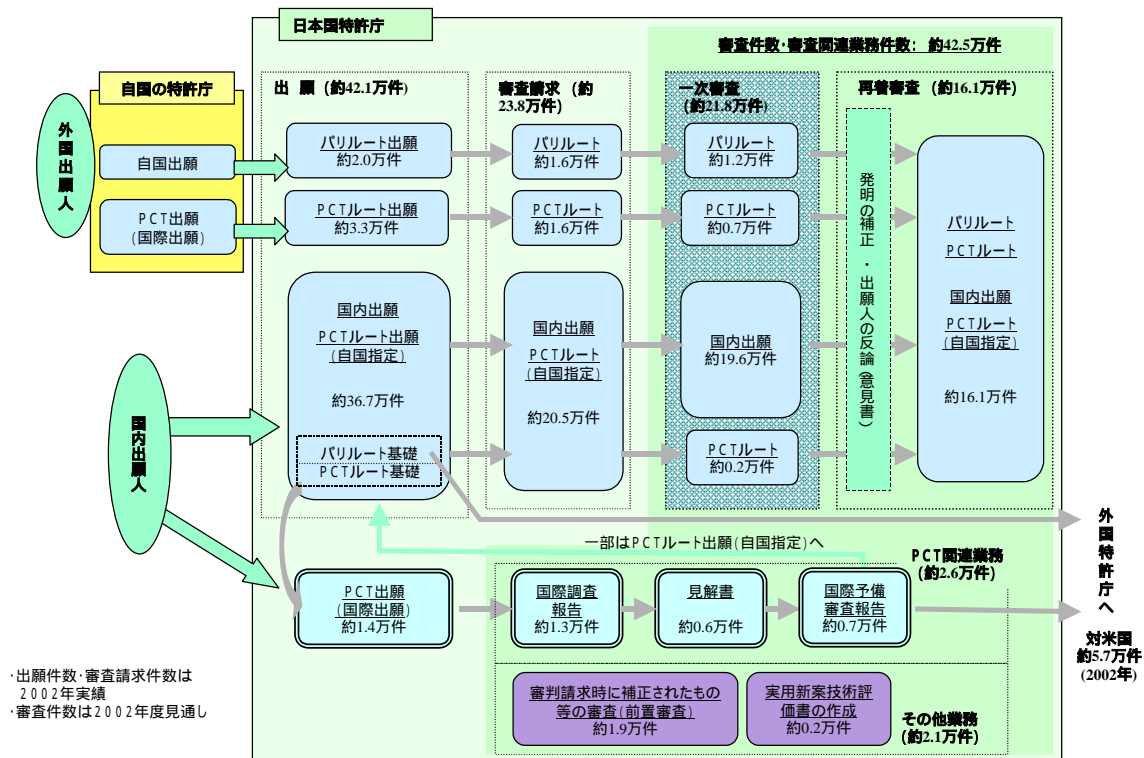 日本国特許庁
審査件数・審査関連業務件数: 約42.5万件
自国の特許庁
外国出願人
自国出願
PCT出願
(国際出願)
出 願 (約42.1万件)
パリルート出願
約2.0万件
PCTルート出願
約3.3万件
国内出願
PCTルート出願
(自国指定)
約36.7万件
パリルート基礎
PCTルート基礎
審査請求 (約
23.8万件)
パリルート
約1.6万件
PCTルート
約1.6万件
国内出願
PCTルート
(自国指定)
約20.5万件
一次審査
(約21.8万件)
パリルート
約1.2万件
PCTルート
約0.7万件
国内出願
約19.6万件
PCTルート
約0.2万件
再着審査 (約16.1万件)
発明の補正・出願人の反論(意見書)
パリルート
PCTルート
国内出願
PCTルート
(自国指定)
約16.1万件
国内出願人
一部はPCTルート出願(自国指定)へ
PCT関連業務
(約2.6万件)
PCT出願
(国際出願)
約1.4万件
国際調査
報告
約1.3万件
見解書
約0.6万件
国際予備
審査報告
約0.7万件
外国特許庁へ
対米国
約5.7万件
(2002年)
審判請求時に補正されたもの
等の審査(前置審査)
約1.9万件
実用新案技術評
価書の作成
約0.2万件
その他業務
(約2.1万件)
・出願件数・審査請求件数は
2002年実績
・審査件数は2002年度見通し